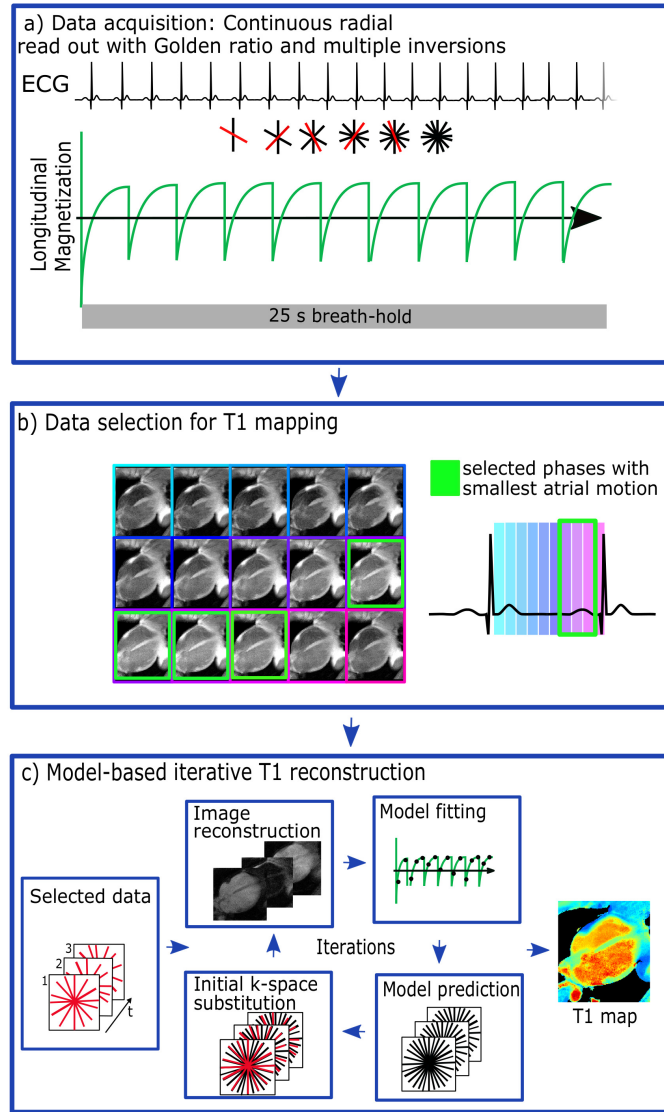 a) Data acquisition: Continuous radial
read out with Golden ratio and multiple inversions
ECG
Longitudinal
Magnetization
25 s breath-hold
b) Data selection for T1 mapping
selected phases with
smallest atrial motion
c) Model-based iterative T1 reconstruction
Image
reconstruction
Model fitting
Selected data
3
2
1
t
Iterations
Initial k-space
substitution
Model prediction
T1 map